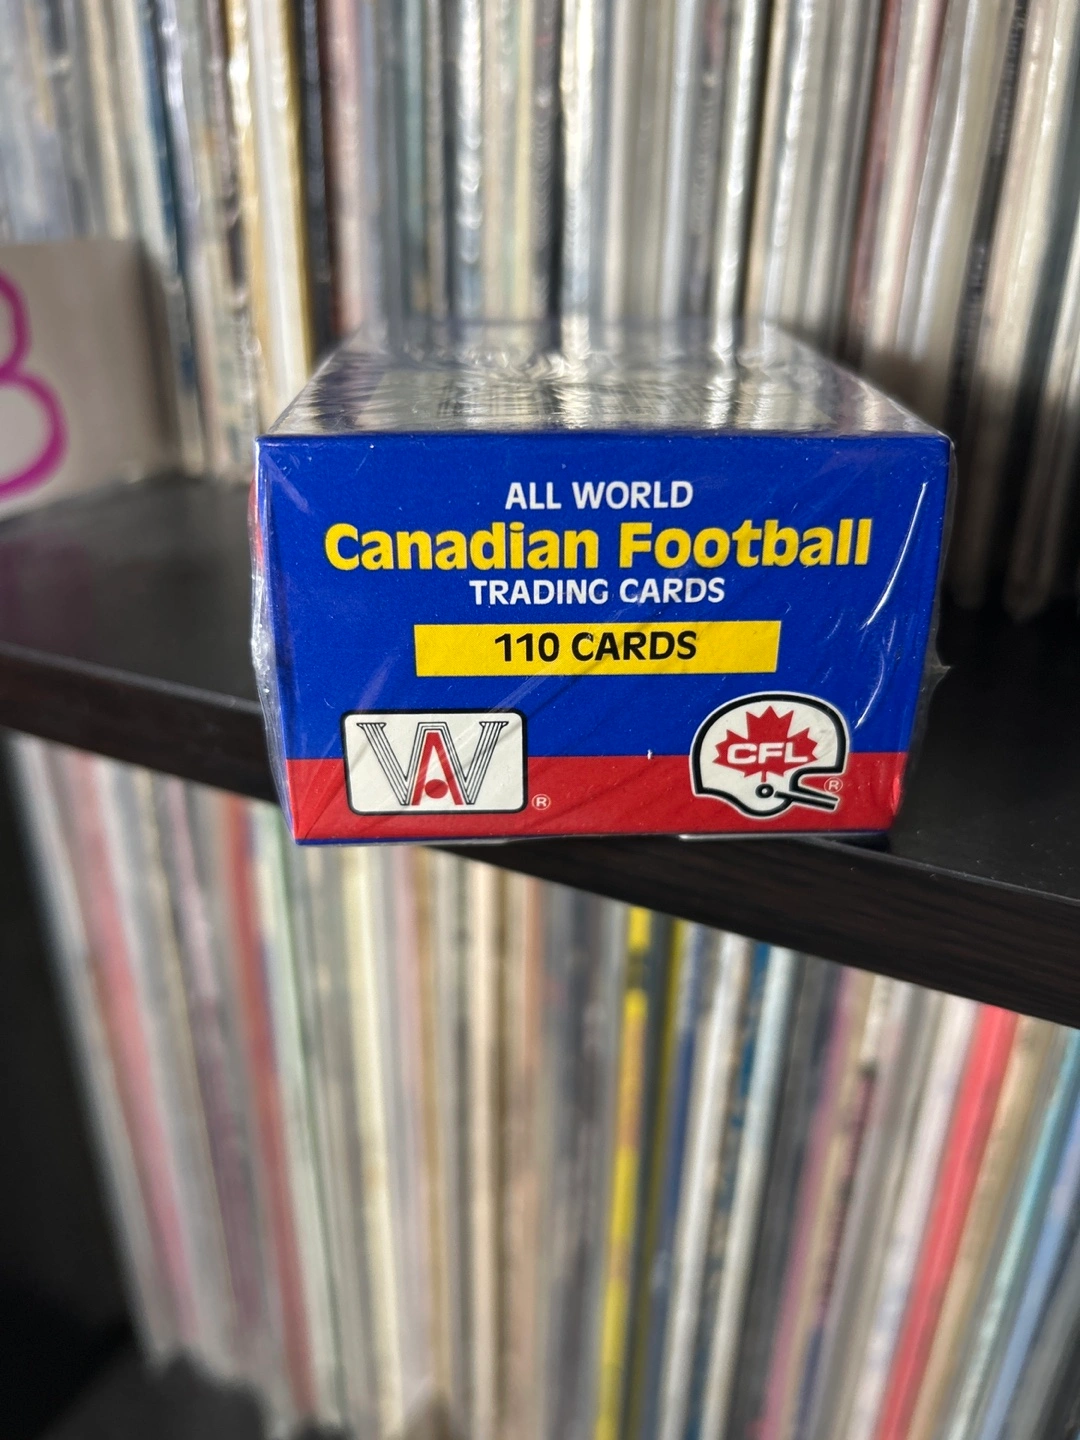 ALL WORLD
Canadian Football
TRADING CARDS
110 CARDS
AW
®
CFL
®